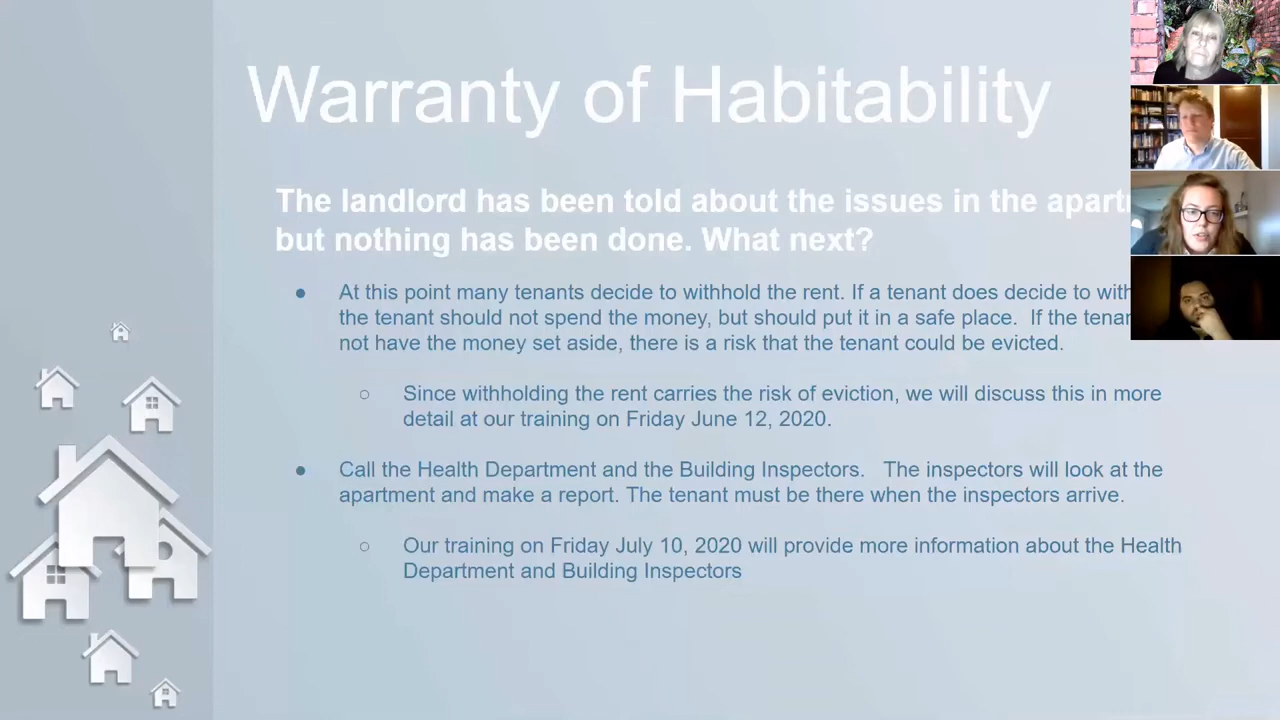 Warranty of Habitability
The landlord has been told about the issues in the
but nothing has been done. What next?
● At this point many tenants decide to withhold the rent. If a tenant does decide to
the tenant should not spend the money, but should put it in a safe place. If the
not have the money set aside, there is a risk that the tenant could be evicted.
○ Since withholding the rent carries the risk of eviction, we will discuss this in more
detail at our training on Friday June 12, 2020.
● Call the Health Department and the Building Inspectors. The inspectors will look at the
apartment and make a report. The tenant must be there when the inspectors arrive.
○ Our training on Friday July 10, 2020 will provide more information about the Health
Department and Building Inspectors